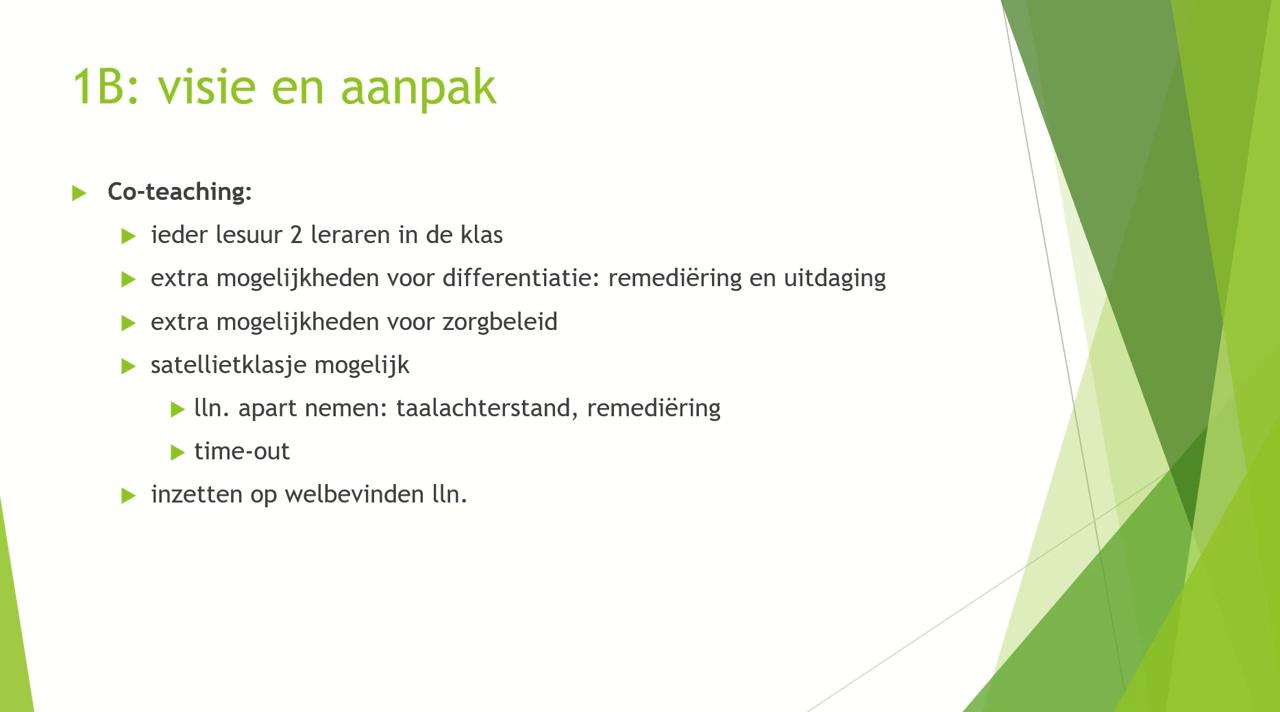 1B: visie en aanpak
Co-teaching:
ieder lesuur 2 leraren in de klas
extra mogelijkheden voor differentiatie: remediëring en uitdaging
extra mogelijkheden voor zorgbeleid
satellietklasje mogelijk
lln. apart nemen: taalachterstand, remediëring
time-out
inzetten op welbevinden lln.